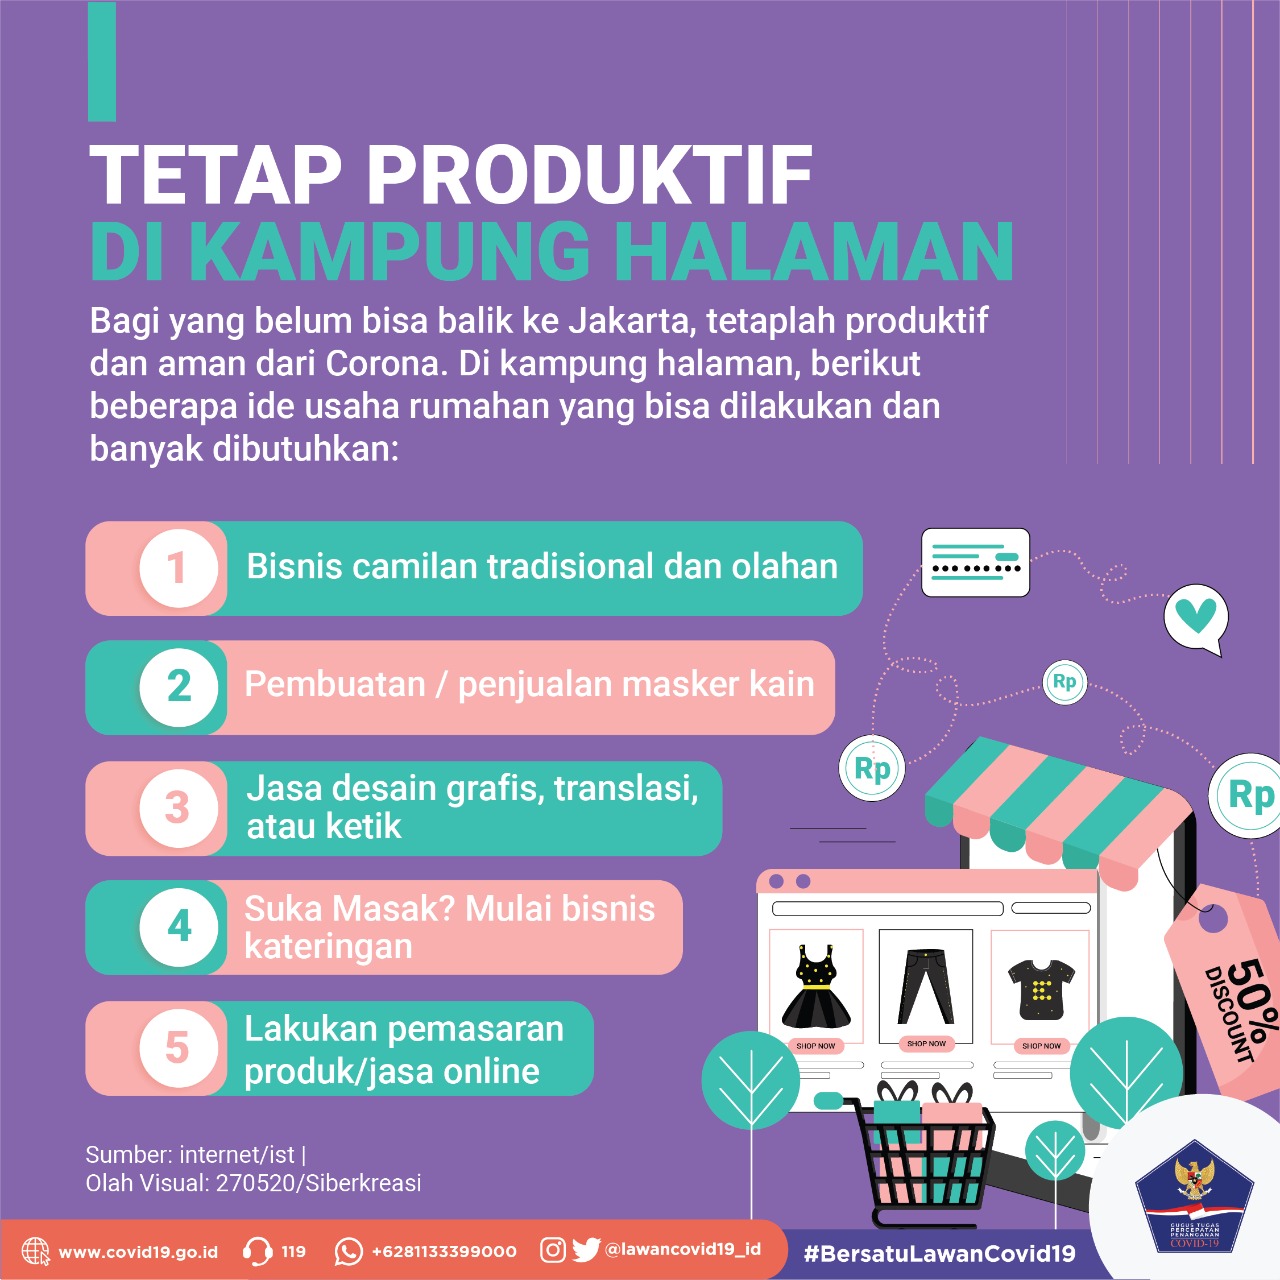 TETAP PRODUKTIF
DI KAMPUNG HALAMAN
Bagi yang belum bisa balik ke Jakarta, tetaplah produktif
dan aman dari Corona. Di kampung halaman, berikut
beberapa ide usaha rumahan yang bisa dilakukan dan
banyak dibutuhkan:
1 Bisnis camilan tradisional dan olahan
2 Pembuatan / penjualan masker kain
3 Jasa desain grafis, translasi,
atau ketik
4 Suka Masak? Mulai bisnis
kateringan
5 Lakukan pemasaran
produk/jasa online
Rp
Rp
Rp
50%
DISCOUNT
E
SHOP NOW
SHOP NOW
SHOP NOW
Sumber: internet/ist |
Olah Visual: 270520/Siberkreasi
www.covid19.go.id 119 +6281133399000 @lawancovid19_id #BersatuLawanCovid19
GUGUS TUGAS
PERCEPATAN
PENANGANAN
COVID-19